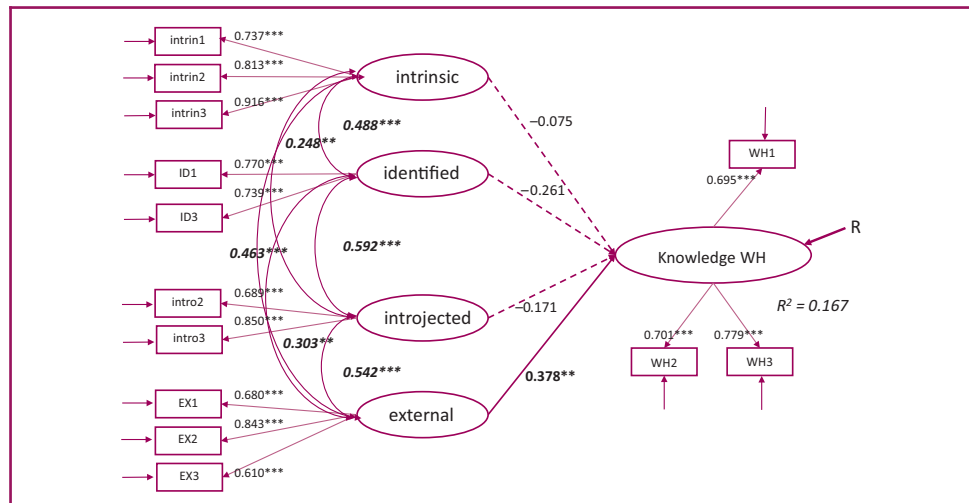 intrin1
0.737***
intrin2
0.813***
intrin3
0.916***
intrinsic
–0.075
0.488***
0.248**
WH1
ID1
0.770***
identified
0.695***
ID3
0.739***
–0.261
R
0.463***
0.592***
Knowledge WH
intro2
0.689***
introjected
–0.171
R² = 0.167
intro3
0.850***
0.303**
0.701***
0.779***
WH2
WH3
0.542***
0.378**
EX1
0.680***
external
EX2
0.843***
EX3
0.610***